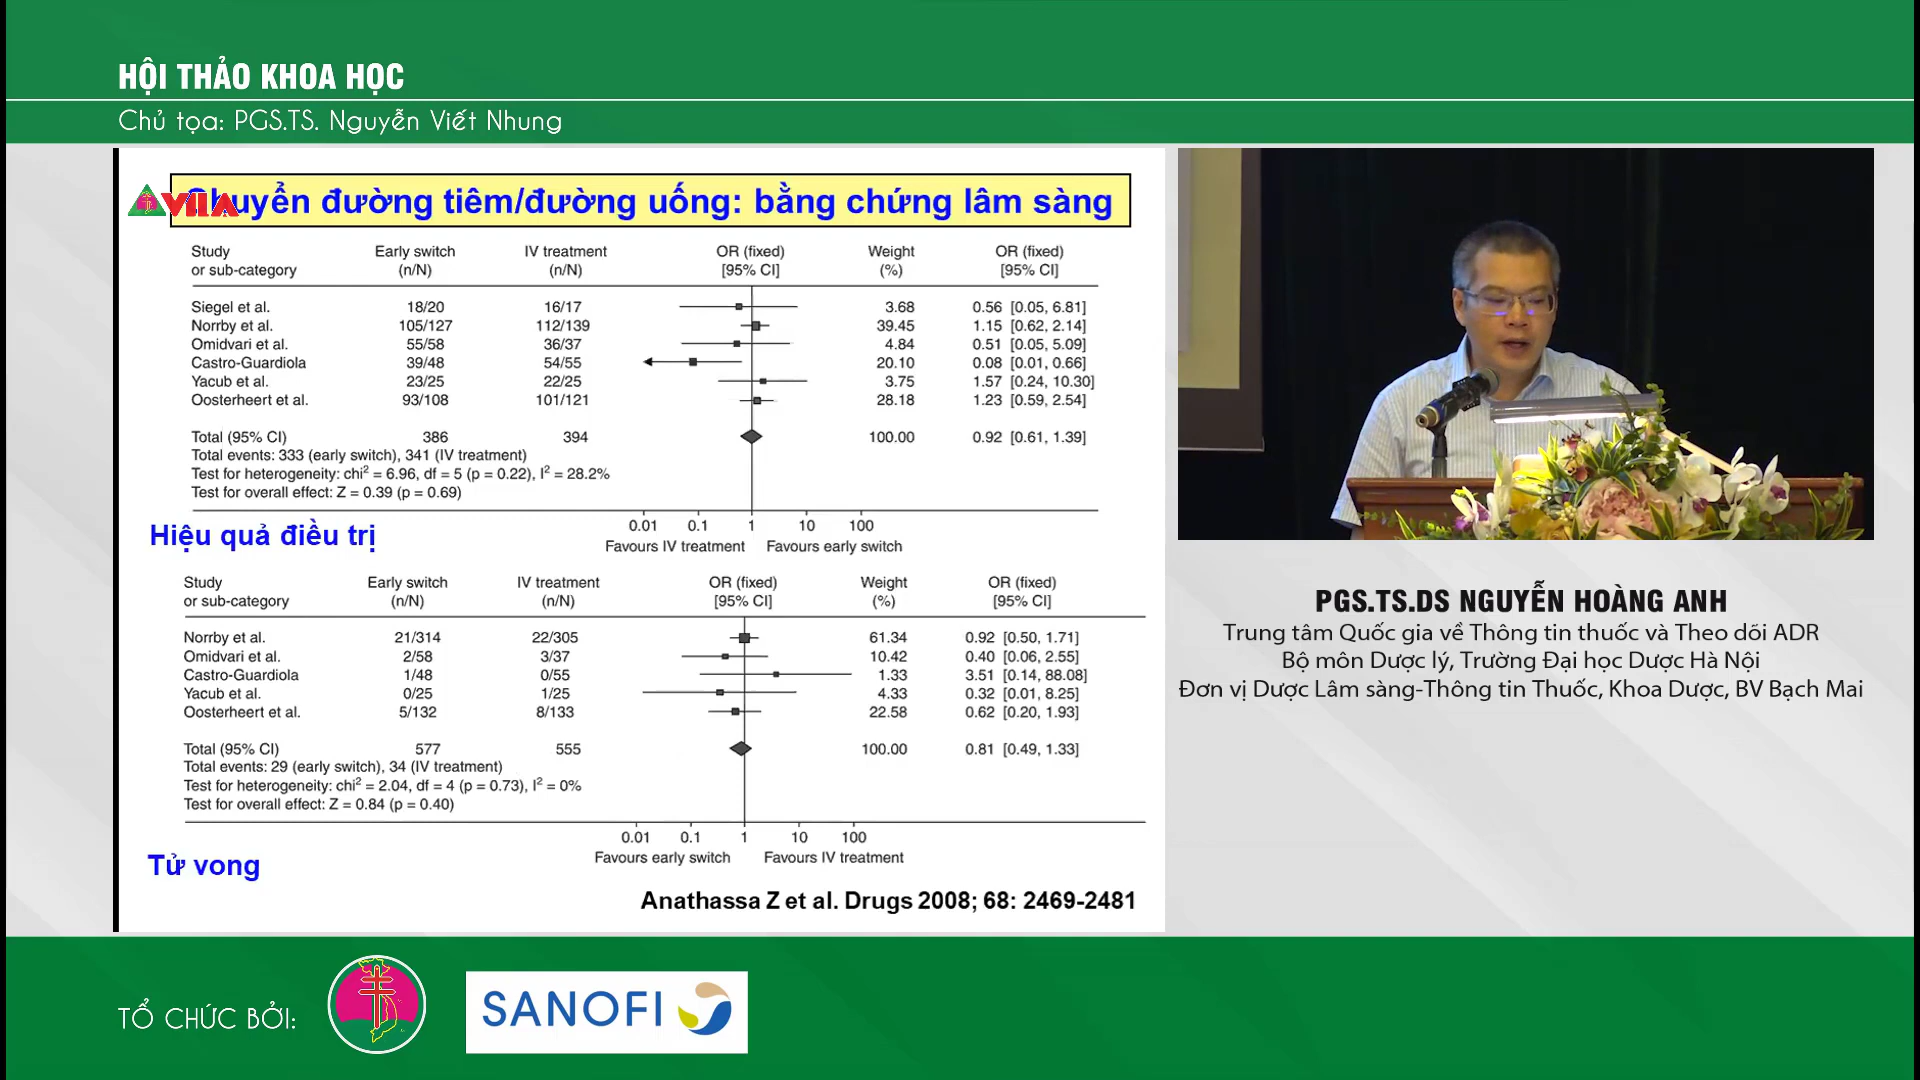 HỘI THẢO KHOA HỌC
Chủ tọa: PGS.TS. Nguyễn Viết Nhung
VILA
Chuyển đường tiêm/đường uống: bằng chứng lâm sàng
Study or sub-category Early switch (n/N) IV treatment (n/N) OR (fixed) [95% CI] Weight (%) OR (fixed) [95% CI]
Siegel et al. 18/20 16/17 3.68 0.56 [0.05, 6.81]
Norrby et al. 105/127 112/139 39.45 1.15 [0.62, 2.14]
Omidvari et al. 55/58 36/37 4.84 0.51 [0.05, 5.09]
Castro-Guardiola 39/48 54/55 20.10 0.08 [0.01, 0.66]
Yacub et al. 23/25 22/25 3.75 1.57 [0.24, 10.30]
Oosterheert et al. 93/108 101/121 28.18 1.23 [0.59, 2.54]
Total (95% CI) 386 394 100.00 0.92 [0.61, 1.39]
Total events: 333 (early switch), 341 (IV treatment)
Test for heterogeneity: chi² = 6.96, df = 5 (p = 0.22), I² = 28.2%
Test for overall effect: Z = 0.39 (p = 0.69)
0.01 0.1 1 10 100
Favours IV treatment Favours early switch
Hiệu quả điều trị
Study or sub-category Early switch (n/N) IV treatment (n/N) OR (fixed) [95% CI] Weight (%) OR (fixed) [95% CI]
Norrby et al. 21/314 22/305 61.34 0.92 [0.50, 1.71]
Omidvari et al. 2/58 3/37 10.42 0.40 [0.06, 2.55]
Castro-Guardiola 1/48 0/55 1.33 3.51 [0.14, 88.08]
Yacub et al. 0/25 1/25 4.33 0.32 [0.01, 8.25]
Oosterheert et al. 5/132 8/133 22.58 0.62 [0.20, 1.93]
Total (95% CI) 577 555 100.00 0.81 [0.49, 1.33]
Total events: 29 (early switch), 34 (IV treatment)
Test for heterogeneity: chi² = 2.04, df = 4 (p = 0.73), I² = 0%
Test for overall effect: Z = 0.84 (p = 0.40)
0.01 0.1 1 10 100
Favours early switch Favours IV treatment
Tử vong
Anathassa Z et al. Drugs 2008; 68: 2469-2481
PGS.TS.DS NGUYỄN HOÀNG ANH
Trung tâm Quốc gia về Thông tin thuốc và Theo dõi ADR
Bộ môn Dược lý, Trường Đại học Dược Hà Nội
Đơn vị Dược Lâm sàng-Thông tin Thuốc, Khoa Dược, BV Bạch Mai
TỔ CHỨC BỞI:
SANOFI